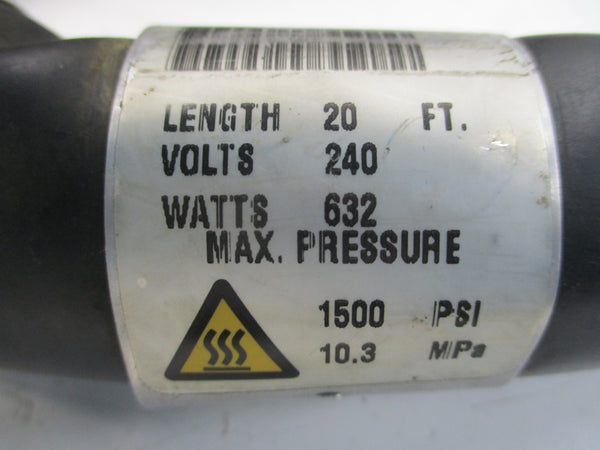 LENGTH 20 FT.
VOLTS 240
WATTS 632
MAX. PRESSURE
1500 PSI
10.3 MPa